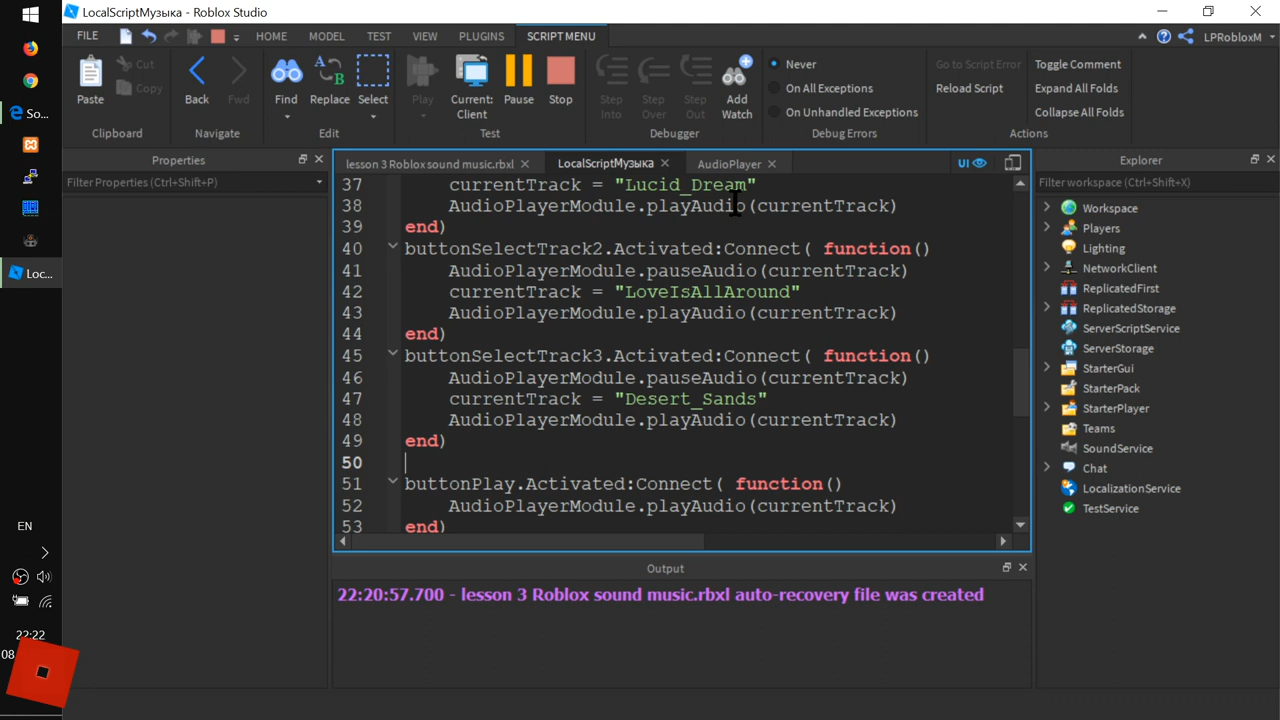 LocalScriptМузыка - Roblox Studio
FILE
HOME
MODEL
TEST
VIEW
PLUGINS
SCRIPT MENU
LPRobloxM
Paste
Cut
Copy
Clipboard
Back
Fwd
Navigate
Find
Replace
Select
Edit
Play
Current:
Client
Pause
Stop
Test
Step
Into
Step
Over
Step
Out
Add
Watch
Debugger
Never
On All Exceptions
On Unhandled Exceptions
Debug Errors
Go to Script Error
Reload Script
Toggle Comment
Expand All Folds
Collapse All Folds
Actions
So...
Loc...
EN
22:22
08
Properties
Filter Properties (Ctrl+Shift+P)
lesson 3 Roblox sound music.rbxl
LocalScriptМузыка
AudioPlayer
UI
37 currentTrack = "Lucid_Dream"
38 AudioPlayerModule.playAudio(currentTrack)
39 end)
40 buttonSelectTrack2.Activated:Connect( function()
41 AudioPlayerModule.pauseAudio(currentTrack)
42 currentTrack = "LoveIsAllAround"
43 AudioPlayerModule.playAudio(currentTrack)
44 end)
45 buttonSelectTrack3.Activated:Connect( function()
46 AudioPlayerModule.pauseAudio(currentTrack)
47 currentTrack = "Desert_Sands"
48 AudioPlayerModule.playAudio(currentTrack)
49 end)
50
51 buttonPlay.Activated:Connect( function()
52 AudioPlayerModule.playAudio(currentTrack)
53 end)
Output
22:20:57.700 - lesson 3 Roblox sound music.rbxl auto-recovery file was created
Explorer
Filter workspace (Ctrl+Shift+X)
Workspace
Players
Lighting
NetworkClient
ReplicatedFirst
ReplicatedStorage
ServerScriptService
ServerStorage
StarterGui
StarterPack
StarterPlayer
Teams
SoundService
Chat
LocalizationService
TestService